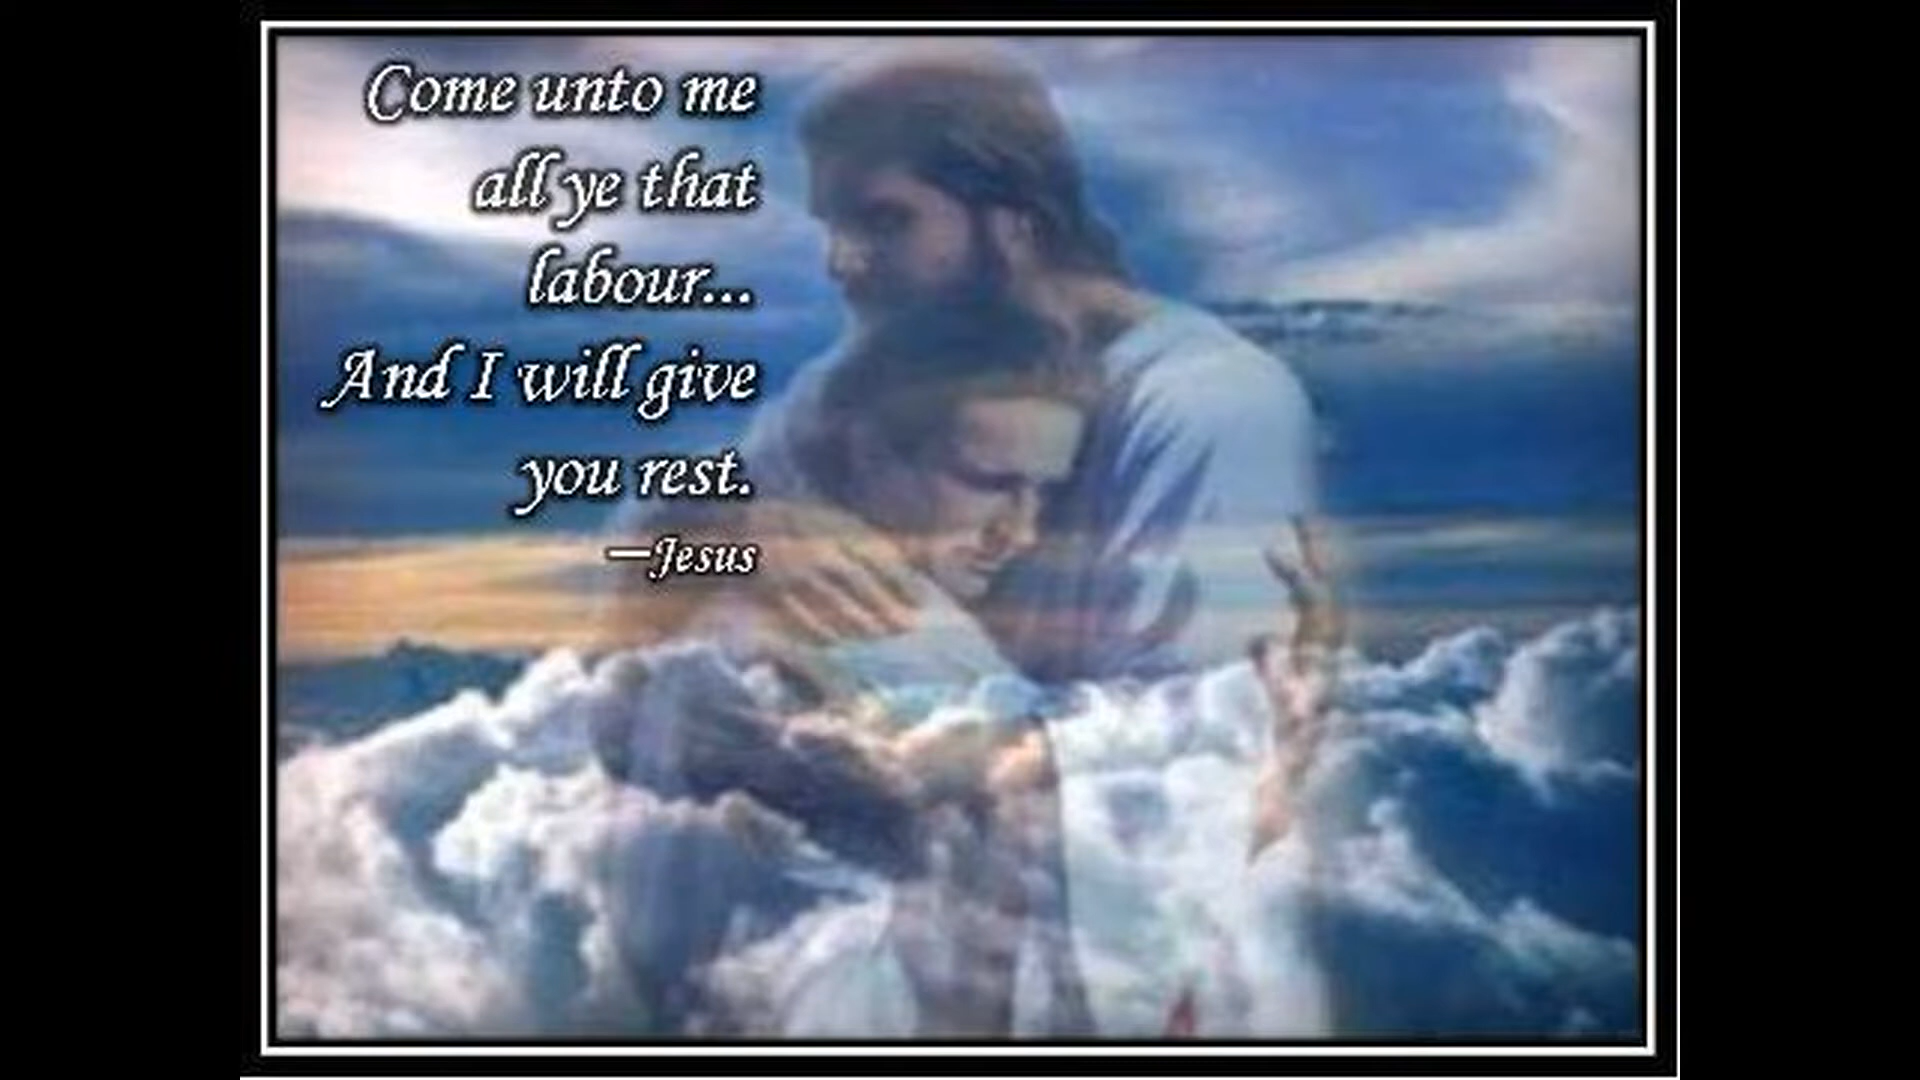 Come unto me
all ye that
labour...
And I will give
you rest.
—Jesus